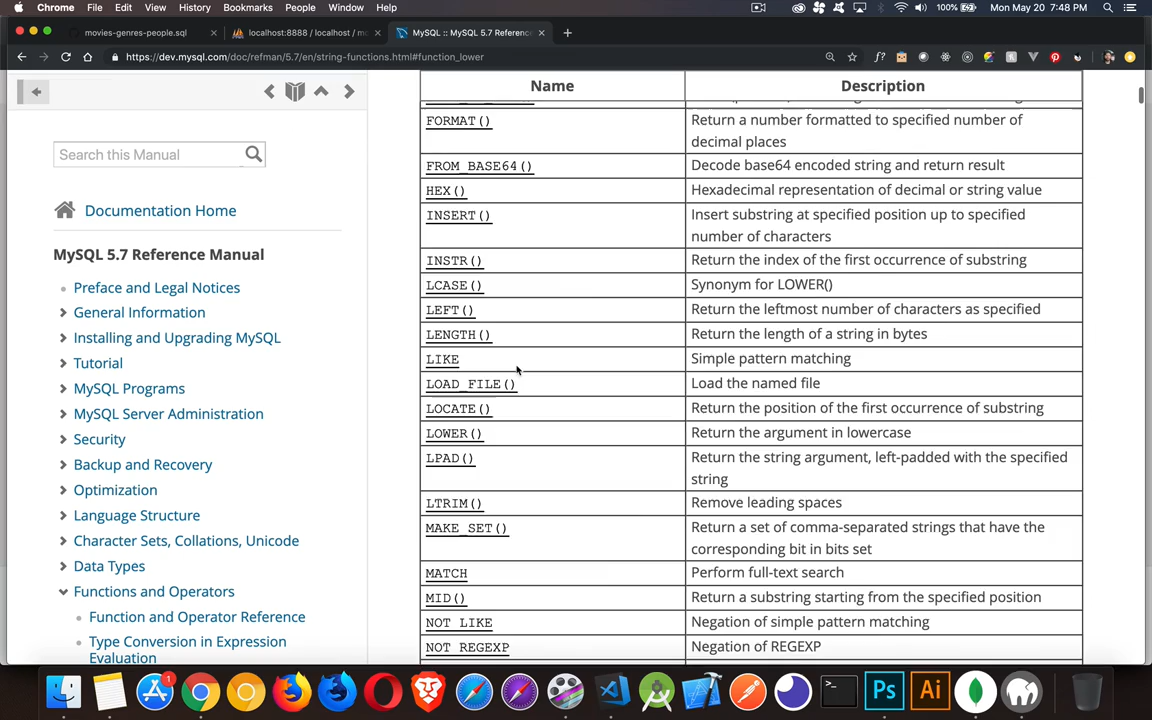 Chrome File Edit View History Bookmarks People Window Help 100% Mon May 20 7:48 PM
movies-genres-people.sql × localhost:8888 / localhost / m × MySQL :: MySQL 5.7 Reference × +
https://dev.mysql.com/doc/refman/5.7/en/string-functions.html#function_lower
Search this Manual
Documentation Home
MySQL 5.7 Reference Manual
Preface and Legal Notices
General Information
Installing and Upgrading MySQL
Tutorial
MySQL Programs
MySQL Server Administration
Security
Backup and Recovery
Optimization
Language Structure
Character Sets, Collations, Unicode
Data Types
Functions and Operators
Function and Operator Reference
Type Conversion in Expression
Evaluation
Name Description
FORMAT() Return a number formatted to specified number of
decimal places
FROM_BASE64() Decode base64 encoded string and return result
HEX() Hexadecimal representation of decimal or string value
INSERT() Insert substring at specified position up to specified
number of characters
INSTR() Return the index of the first occurrence of substring
LCASE() Synonym for LOWER()
LEFT() Return the leftmost number of characters as specified
LENGTH() Return the length of a string in bytes
LIKE Simple pattern matching
LOAD_FILE() Load the named file
LOCATE() Return the position of the first occurrence of substring
LOWER() Return the argument in lowercase
LPAD() Return the string argument, left-padded with the specified
string
LTRIM() Remove leading spaces
MAKE_SET() Return a set of comma-separated strings that have the
corresponding bit in bits set
MATCH Perform full-text search
MID() Return a substring starting from the specified position
NOT LIKE Negation of simple pattern matching
NOT REGEXP Negation of REGEXP
1
Ps
Ai